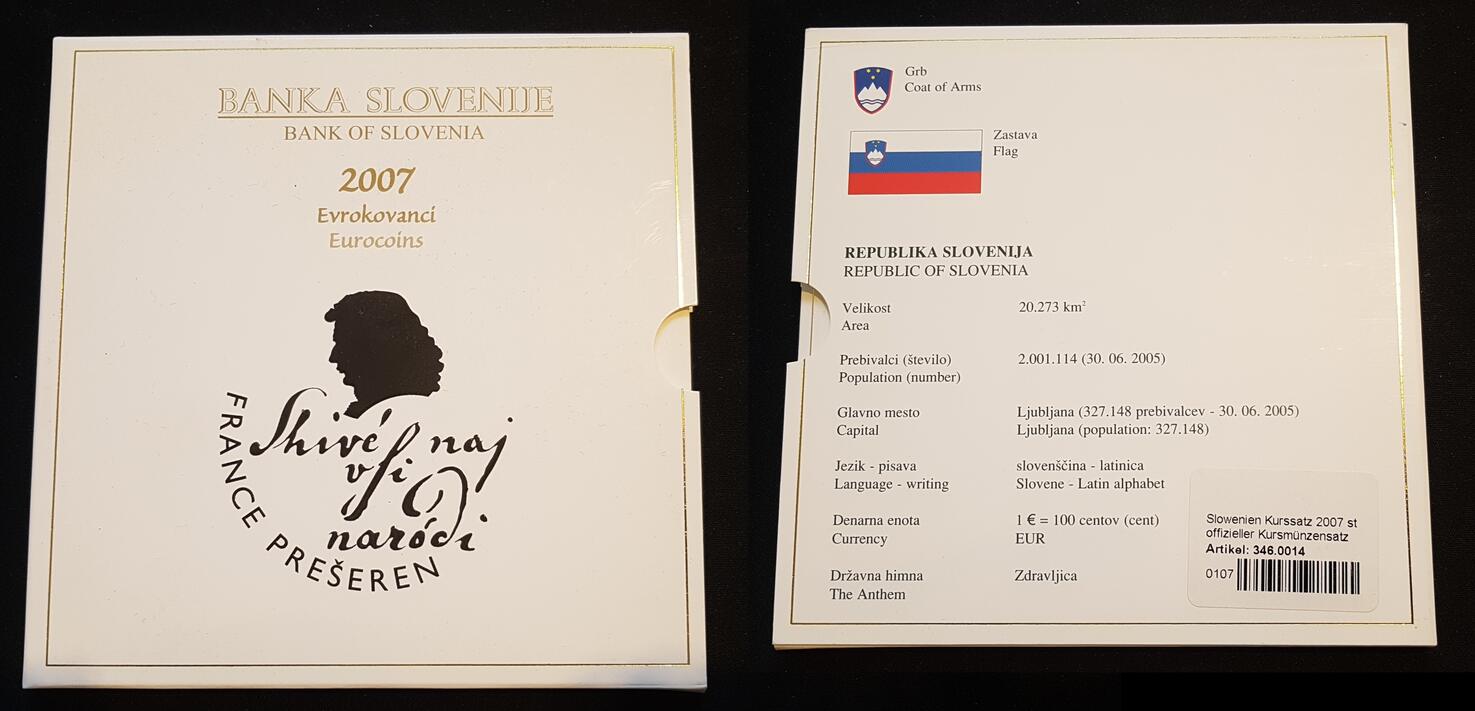 BANKA SLOVENIJE
BANK OF SLOVENIA
2007
Evrokovanci
Eurocoins
Shivé naj
vſi
naródi
FRANCE PREŠEREN
Grb
Coat of Arms
Zastava
Flag
REPUBLIKA SLOVENIJA
REPUBLIC OF SLOVENIA
Velikost 20.273 km²
Area
Prebivalci (število) 2.001.114 (30. 06. 2005)
Population (number)
Glavno mesto Ljubljana (327.148 prebivalcev - 30. 06. 2005)
Capital Ljubljana (population: 327.148)
Jezik - pisava slovenščina - latinica
Language - writing Slovene - Latin alphabet
Denarna enota 1 € = 100 centov (cent)
Currency EUR
Državna himna Zdravljica
The Anthem
Slowenien Kurssatz 2007 st
offizieller Kursmünzensatz
Artikel: 346.0014
0107